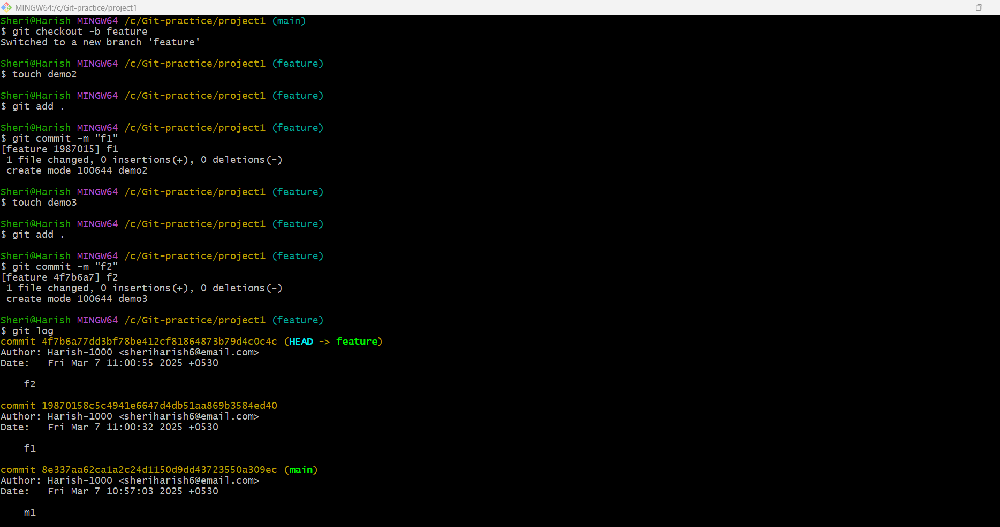 MINGW64:/c/Git-practice/project1
Sheri@Harish MINGW64 /c/Git-practice/project1 (main)
$ git checkout -b feature
Switched to a new branch 'feature'
Sheri@Harish MINGW64 /c/Git-practice/project1 (feature)
$ touch demo2
Sheri@Harish MINGW64 /c/Git-practice/project1 (feature)
$ git add .
Sheri@Harish MINGW64 /c/Git-practice/project1 (feature)
$ git commit -m "f1"
[feature 1987015] f1
 1 file changed, 0 insertions(+), 0 deletions(-)
 create mode 100644 demo2
Sheri@Harish MINGW64 /c/Git-practice/project1 (feature)
$ touch demo3
Sheri@Harish MINGW64 /c/Git-practice/project1 (feature)
$ git add .
Sheri@Harish MINGW64 /c/Git-practice/project1 (feature)
$ git commit -m "f2"
[feature 4f7b6a7] f2
 1 file changed, 0 insertions(+), 0 deletions(-)
 create mode 100644 demo3
Sheri@Harish MINGW64 /c/Git-practice/project1 (feature)
$ git log
commit 4f7b6a77dd3bf78be412cf81864873b79d4c0c4c (HEAD -> feature)
Author: Harish-1000 <sheriharish6@email.com>
Date:   Fri Mar 7 11:00:55 2025 +0530
    f2
commit 19870158c5c4941e6647d4db51aa869b3584ed40
Author: Harish-1000 <sheriharish6@email.com>
Date:   Fri Mar 7 11:00:32 2025 +0530
    f1
commit 8e337aa62ca1a2c24d1150d9dd43723550a309ec (main)
Author: Harish-1000 <sheriharish6@email.com>
Date:   Fri Mar 7 10:57:03 2025 +0530
    m1